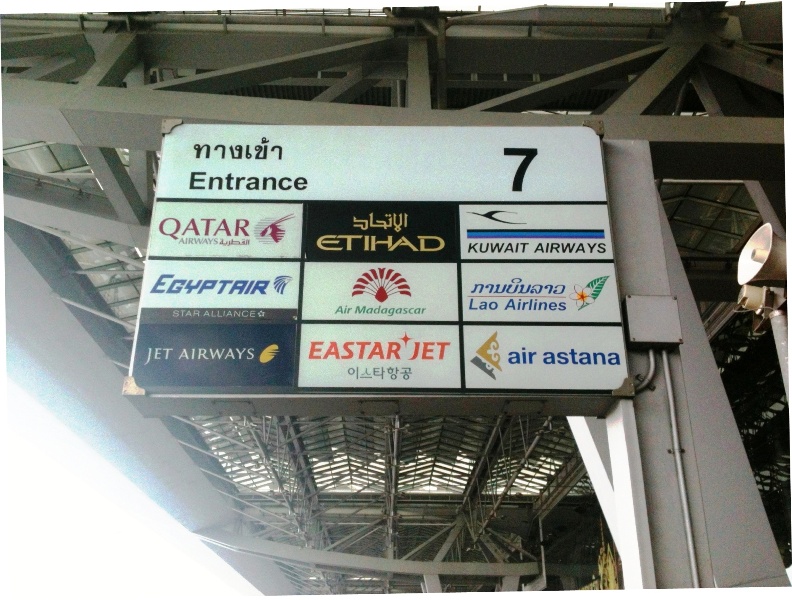 ทางเข้า
Entrance
7
QATAR
AIRWAYS القطرية
الإتحاد
ETIHAD
KUWAIT AIRWAYS
EGYPTAIR
STAR ALLIANCE
Air Madagascar
ການບິນລາວ
Lao Airlines
JET AIRWAYS
EASTAR JET
이스타항공
air astana